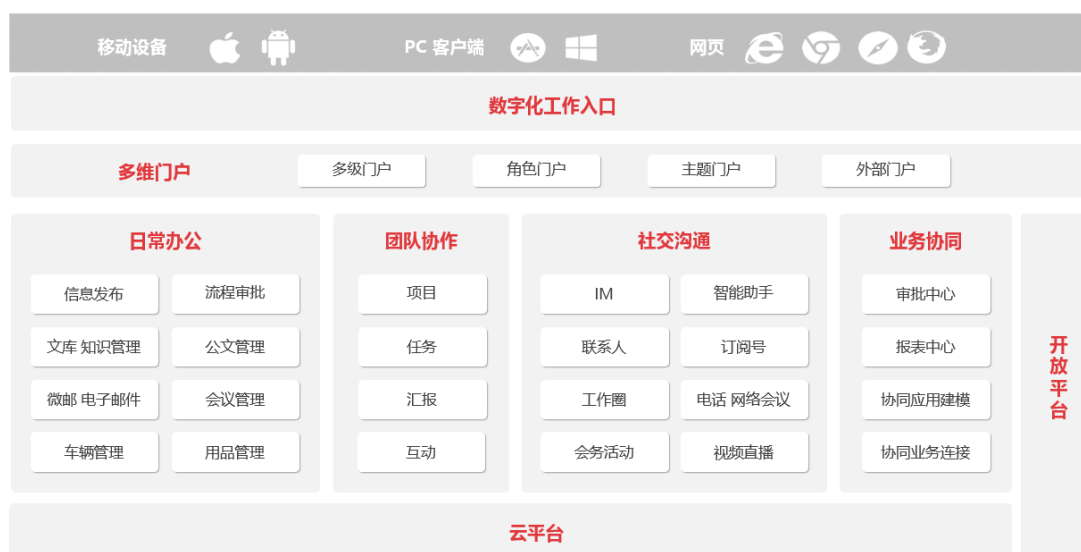 移动设备 PC 客户端 网页
数字化工作入口
多维门户 多级门户 角色门户 主题门户 外部门户
日常办公 团队协作 社交沟通 业务协同
信息发布 流程审批 项目 IM 智能助手 审批中心
文库 知识管理 公文管理 任务 联系人 订阅号 报表中心
微邮 电子邮件 会议管理 汇报 工作圈 电话 网络会议 协同应用建模
车辆管理 用品管理 互动 会务活动 视频直播 协同业务连接
开放平台
云平台